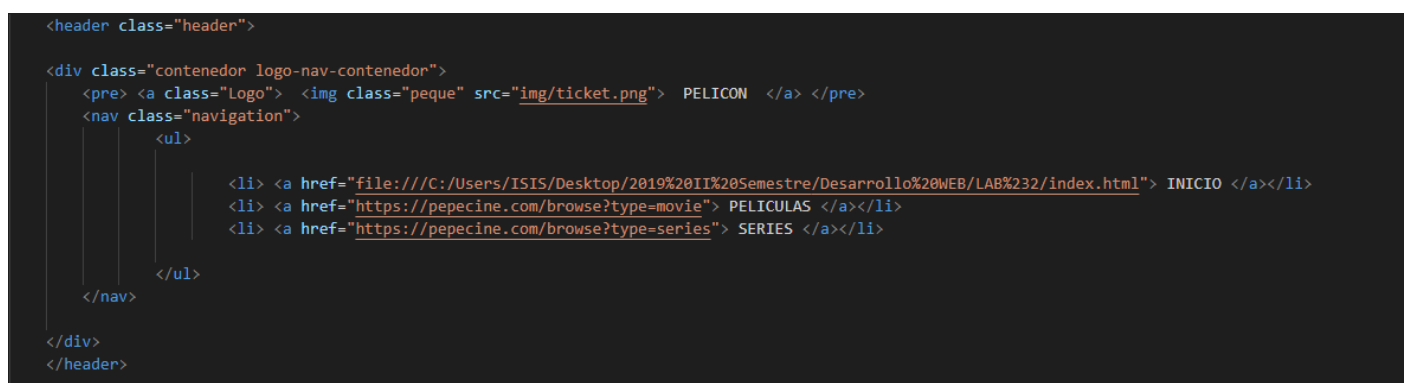 <header class="header">
<div class="contenedor logo-nav-contenedor">
<pre> <a class="Logo">  <img class="peque" src="img/ticket.png">  PELICON  </a> </pre>
<nav class="navigation">
<ul>
<li> <a href="file:///C:/Users/ISIS/Desktop/2019%20II%20Semestre/Desarrollo%20WEB/LAB%232/index.html"> INICIO </a></li>
<li> <a href="https://pepecine.com/browse?type=movie"> PELICULAS </a></li>
<li> <a href="https://pepecine.com/browse?type=series"> SERIES </a></li>
</ul>
</nav>
</div>
</header>